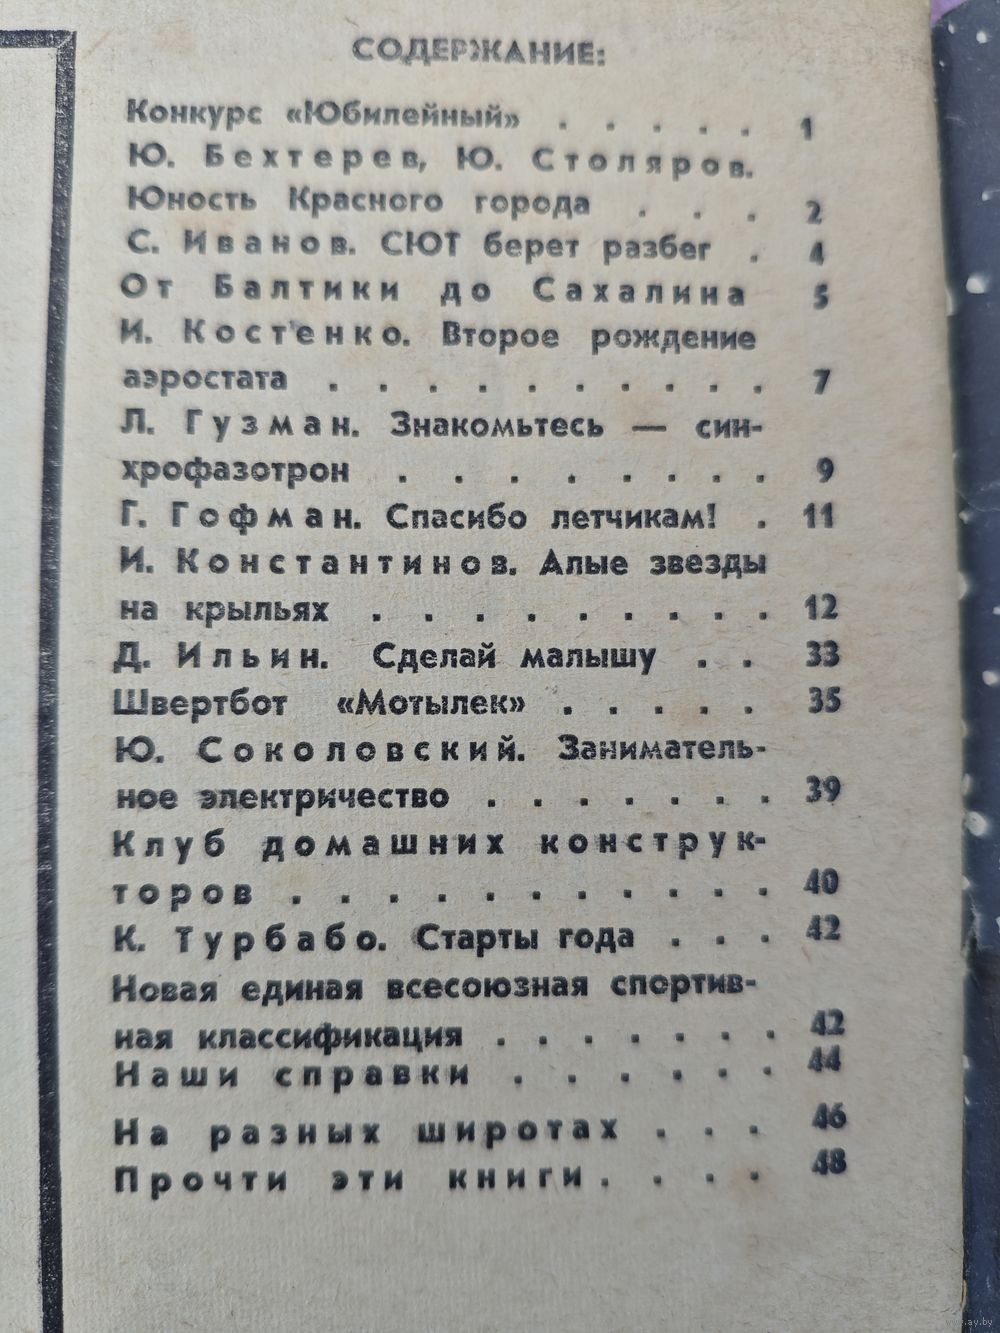 СОДЕРЖАНИЕ:
Конкурс «Юбилейный» . . . . . 1
Ю. Бехтерев, Ю. Столяров.
Юность Красного города . . . 2
С. Иванов. СЮТ берет разбег . 4
От Балтики до Сахалина 5
И. Костенко. Второе рождение
аэростата . . . . . . . . . . 7
Л. Гузман. Знакомьтесь — син-
хрофазотрон . . . . . . . . 9
Г. Гофман. Спасибо летчикам! . 11
И. Константинов. Алые звезды
на крыльях . . . . . . . . . 12
Д. Ильин. Сделай малышу . . 33
Швертбот «Мотылек» . . . . . 35
Ю. Соколовский. Заниматель-
ное электричество . . . . . . . 39
Клуб домашних конструк-
торов . . . . . . . . . . . 40
К. Турбабо. Старты года . . . 42
Новая единая всесоюзная спортив-
ная классификация . . . . . . . 42
Наши справки . . . . . . 44
На разных широтах . . . 46
Прочти эти книги . . . . 48
www.ay.by